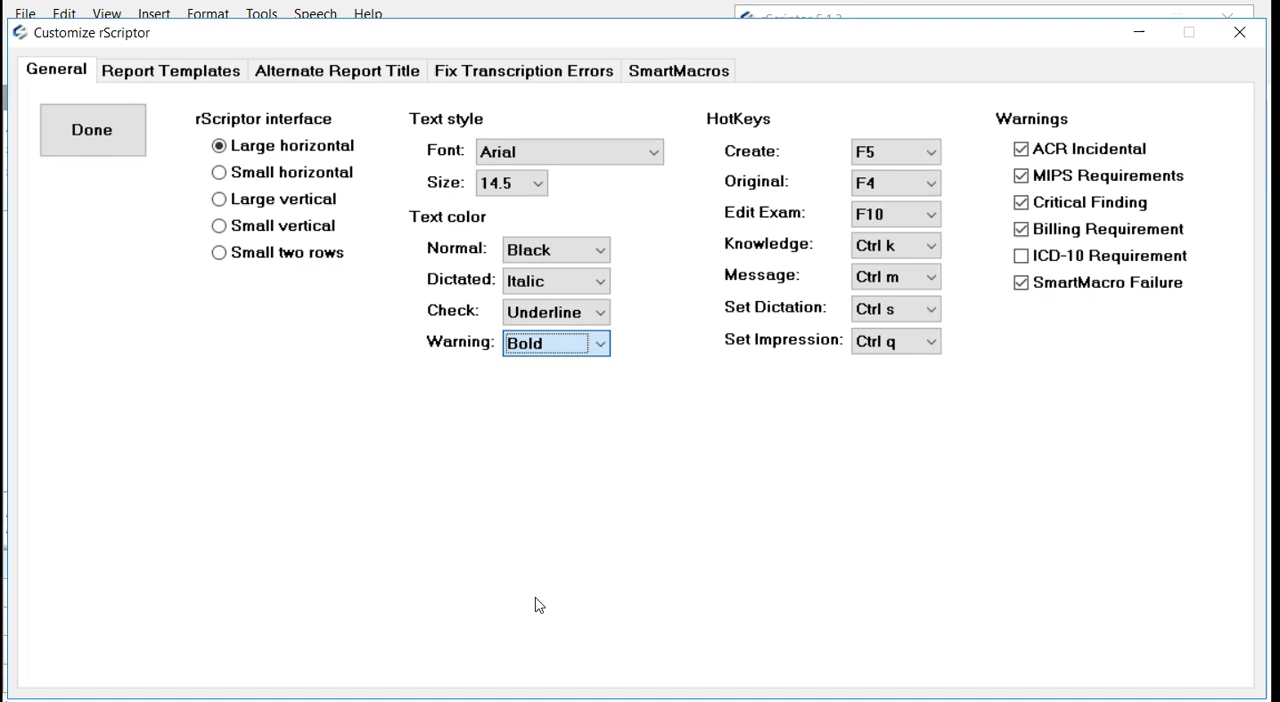 File Edit View Insert Format Tools Speech Help
Customize rScriptor
General Report Templates Alternate Report Title Fix Transcription Errors SmartMacros
Done
rScriptor interface
Large horizontal
Small horizontal
Large vertical
Small vertical
Small two rows
Text style
Font: Arial
Size: 14.5
Text color
Normal: Black
Dictated: Italic
Check: Underline
Warning: Bold
HotKeys
Create: F5
Original: F4
Edit Exam: F10
Knowledge: Ctrl k
Message: Ctrl m
Set Dictation: Ctrl s
Set Impression: Ctrl q
Warnings
ACR Incidental
MIPS Requirements
Critical Finding
Billing Requirement
ICD-10 Requirement
SmartMacro Failure